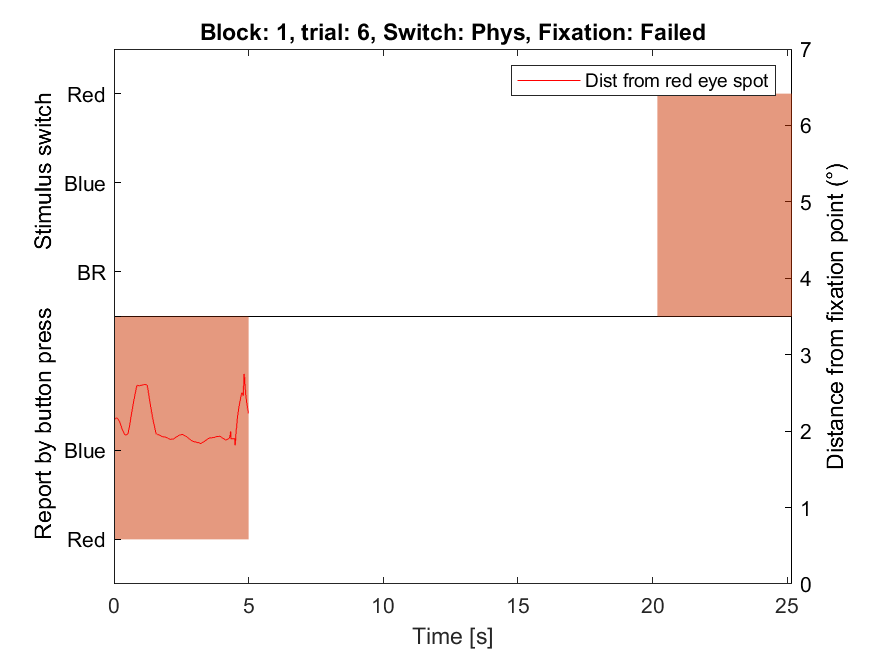 Block: 1, trial: 6, Switch: Phys, Fixation: Failed
Dist from red eye spot
Stimulus switch
Red
Blue
BR
Report by button press
Blue
Red
7
6
5
4
3
2
1
0
Distance from fixation point (°)
0 5 10 15 20 25
Time [s]